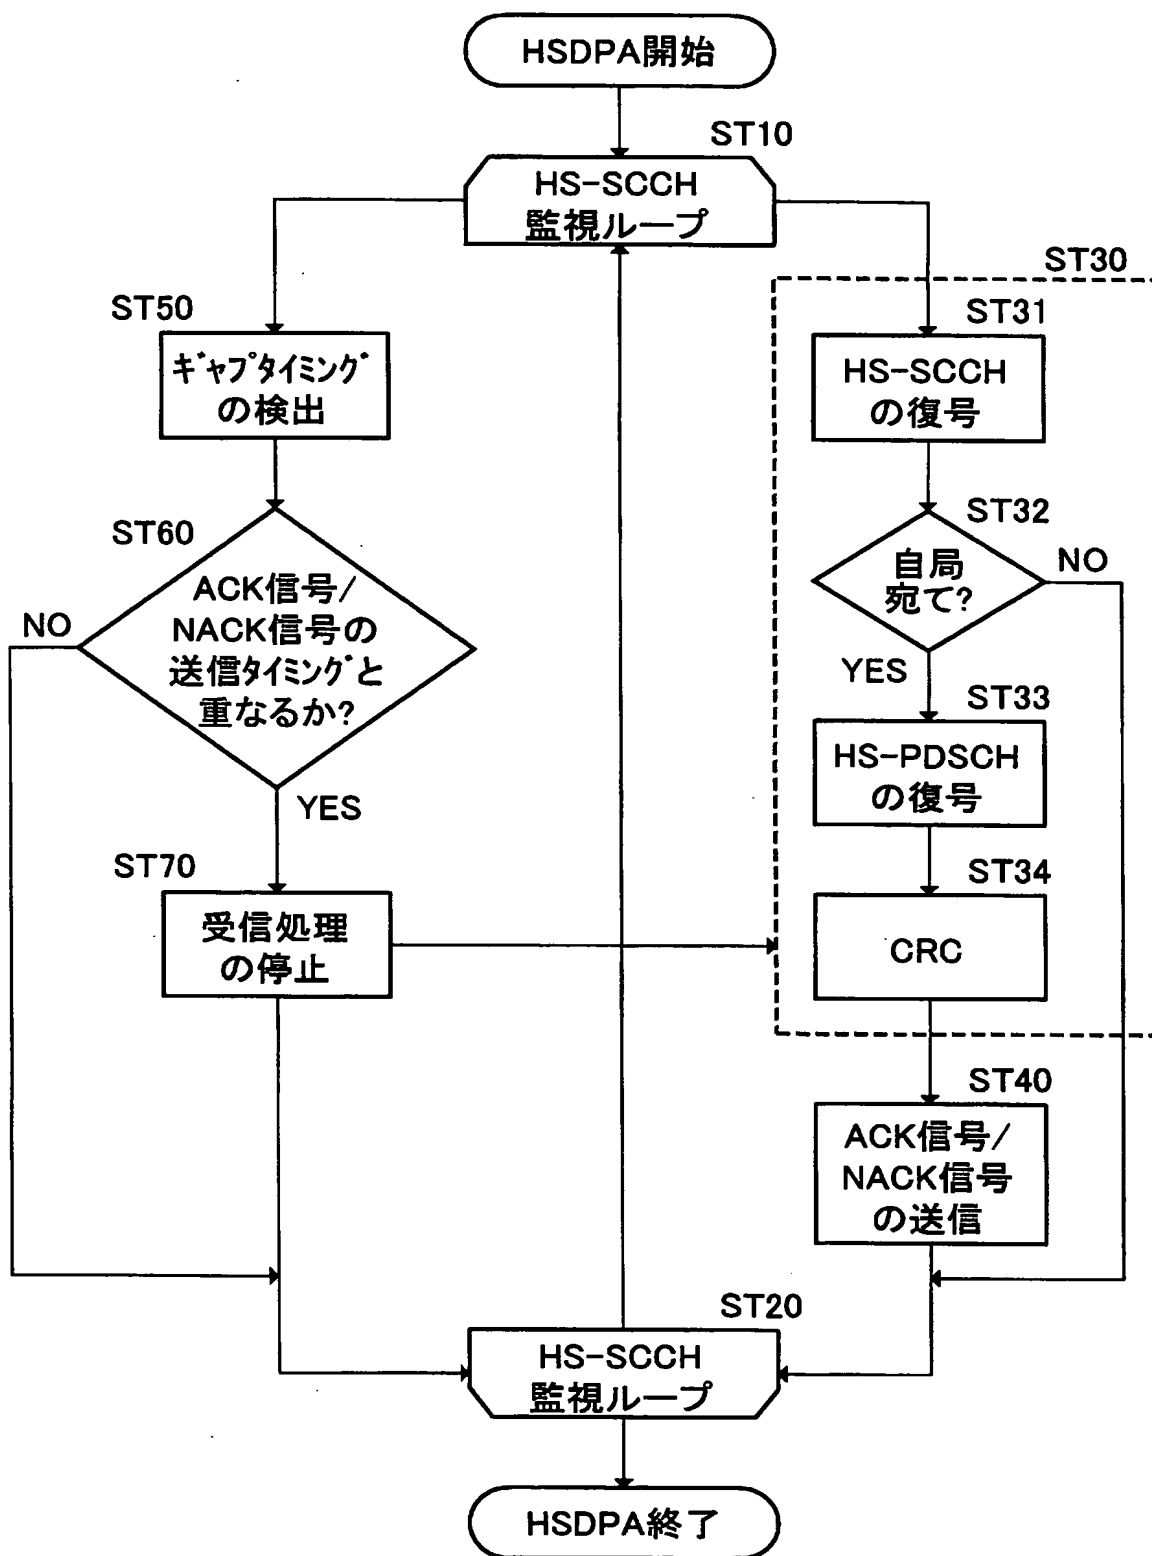 HSDPA開始
ST10
HS-SCCH
監視ループ
ST30
ST50
ギャプタイミング
の検出
ST31
HS-SCCH
の復号
ST60
ACK信号/
NACK信号の
送信タイミングと
重なるか?
NO
YES
ST32
自局
宛て?
NO
YES
ST33
HS-PDSCH
の復号
ST70
受信処理
の停止
ST34
CRC
ST40
ACK信号/
NACK信号
の送信
ST20
HS-SCCH
監視ループ
HSDPA終了